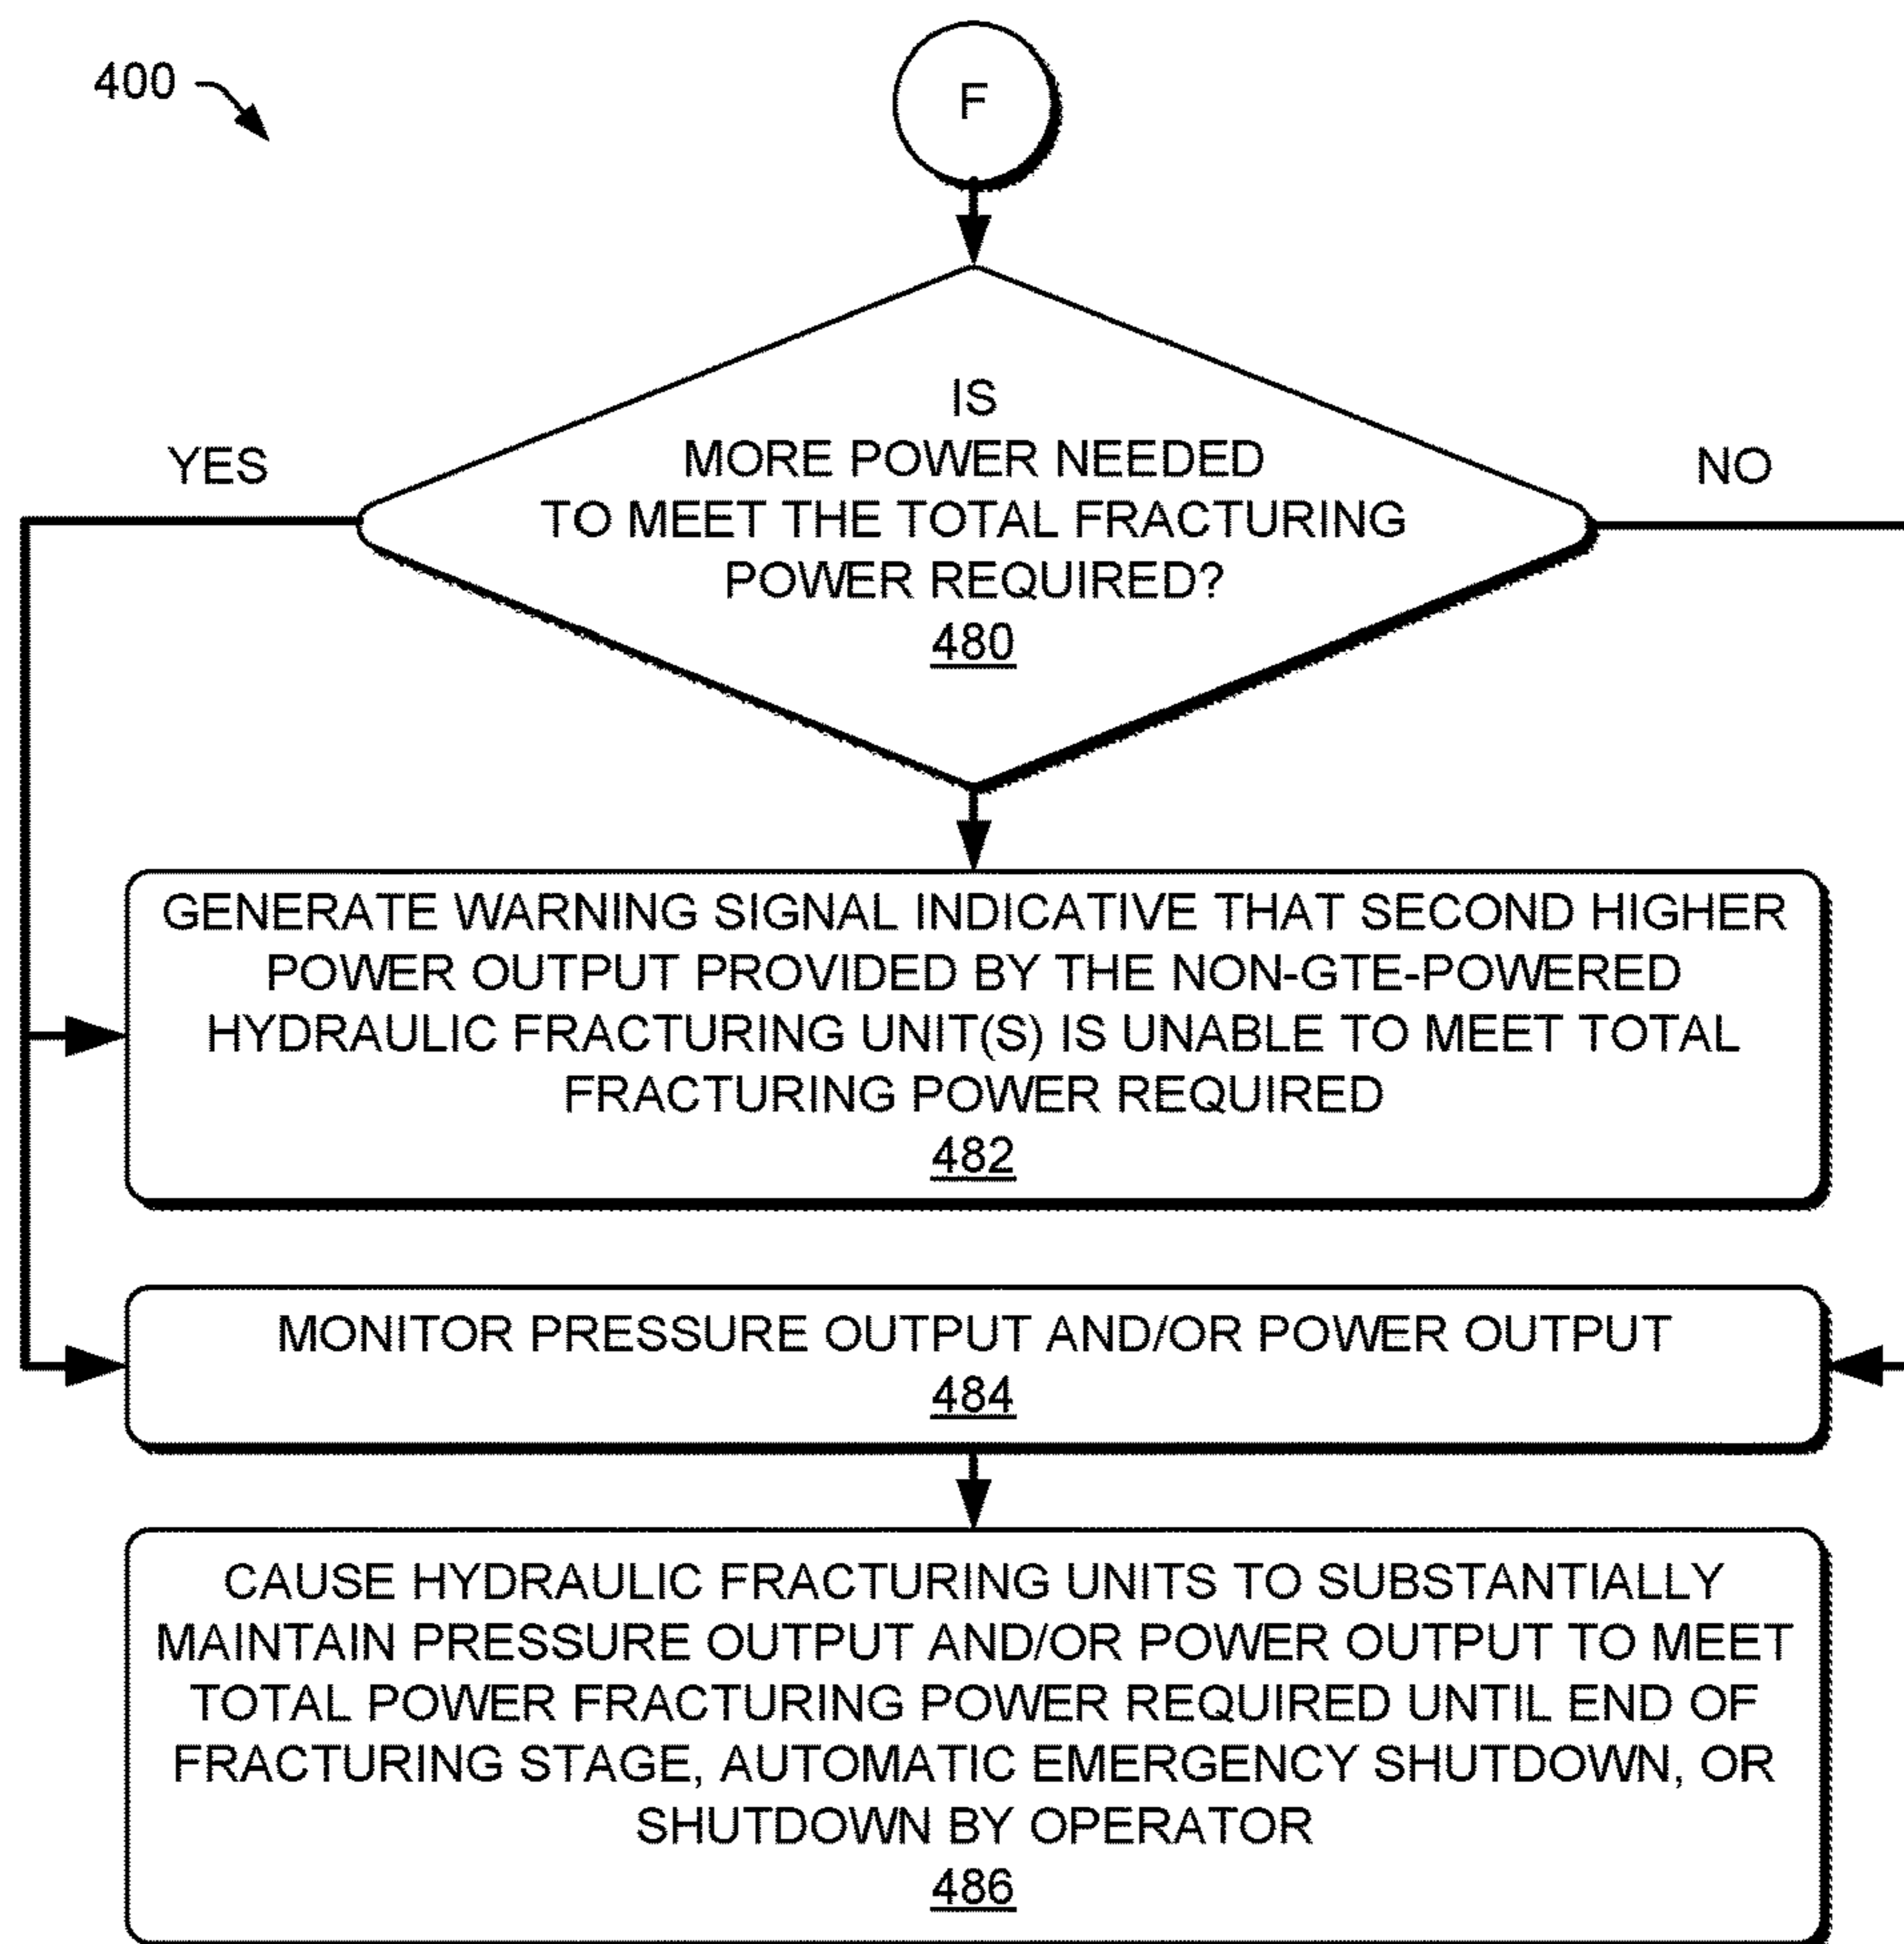 400
F
IS
MORE POWER NEEDED
TO MEET THE TOTAL FRACTURING
POWER REQUIRED?
480
YES
NO
GENERATE WARNING SIGNAL INDICATIVE THAT SECOND HIGHER
POWER OUTPUT PROVIDED BY THE NON-GTE-POWERED
HYDRAULIC FRACTURING UNIT(S) IS UNABLE TO MEET TOTAL
FRACTURING POWER REQUIRED
482
MONITOR PRESSURE OUTPUT AND/OR POWER OUTPUT
484
CAUSE HYDRAULIC FRACTURING UNITS TO SUBSTANTIALLY
MAINTAIN PRESSURE OUTPUT AND/OR POWER OUTPUT TO MEET
TOTAL POWER FRACTURING POWER REQUIRED UNTIL END OF
FRACTURING STAGE, AUTOMATIC EMERGENCY SHUTDOWN, OR
SHUTDOWN BY OPERATOR
486